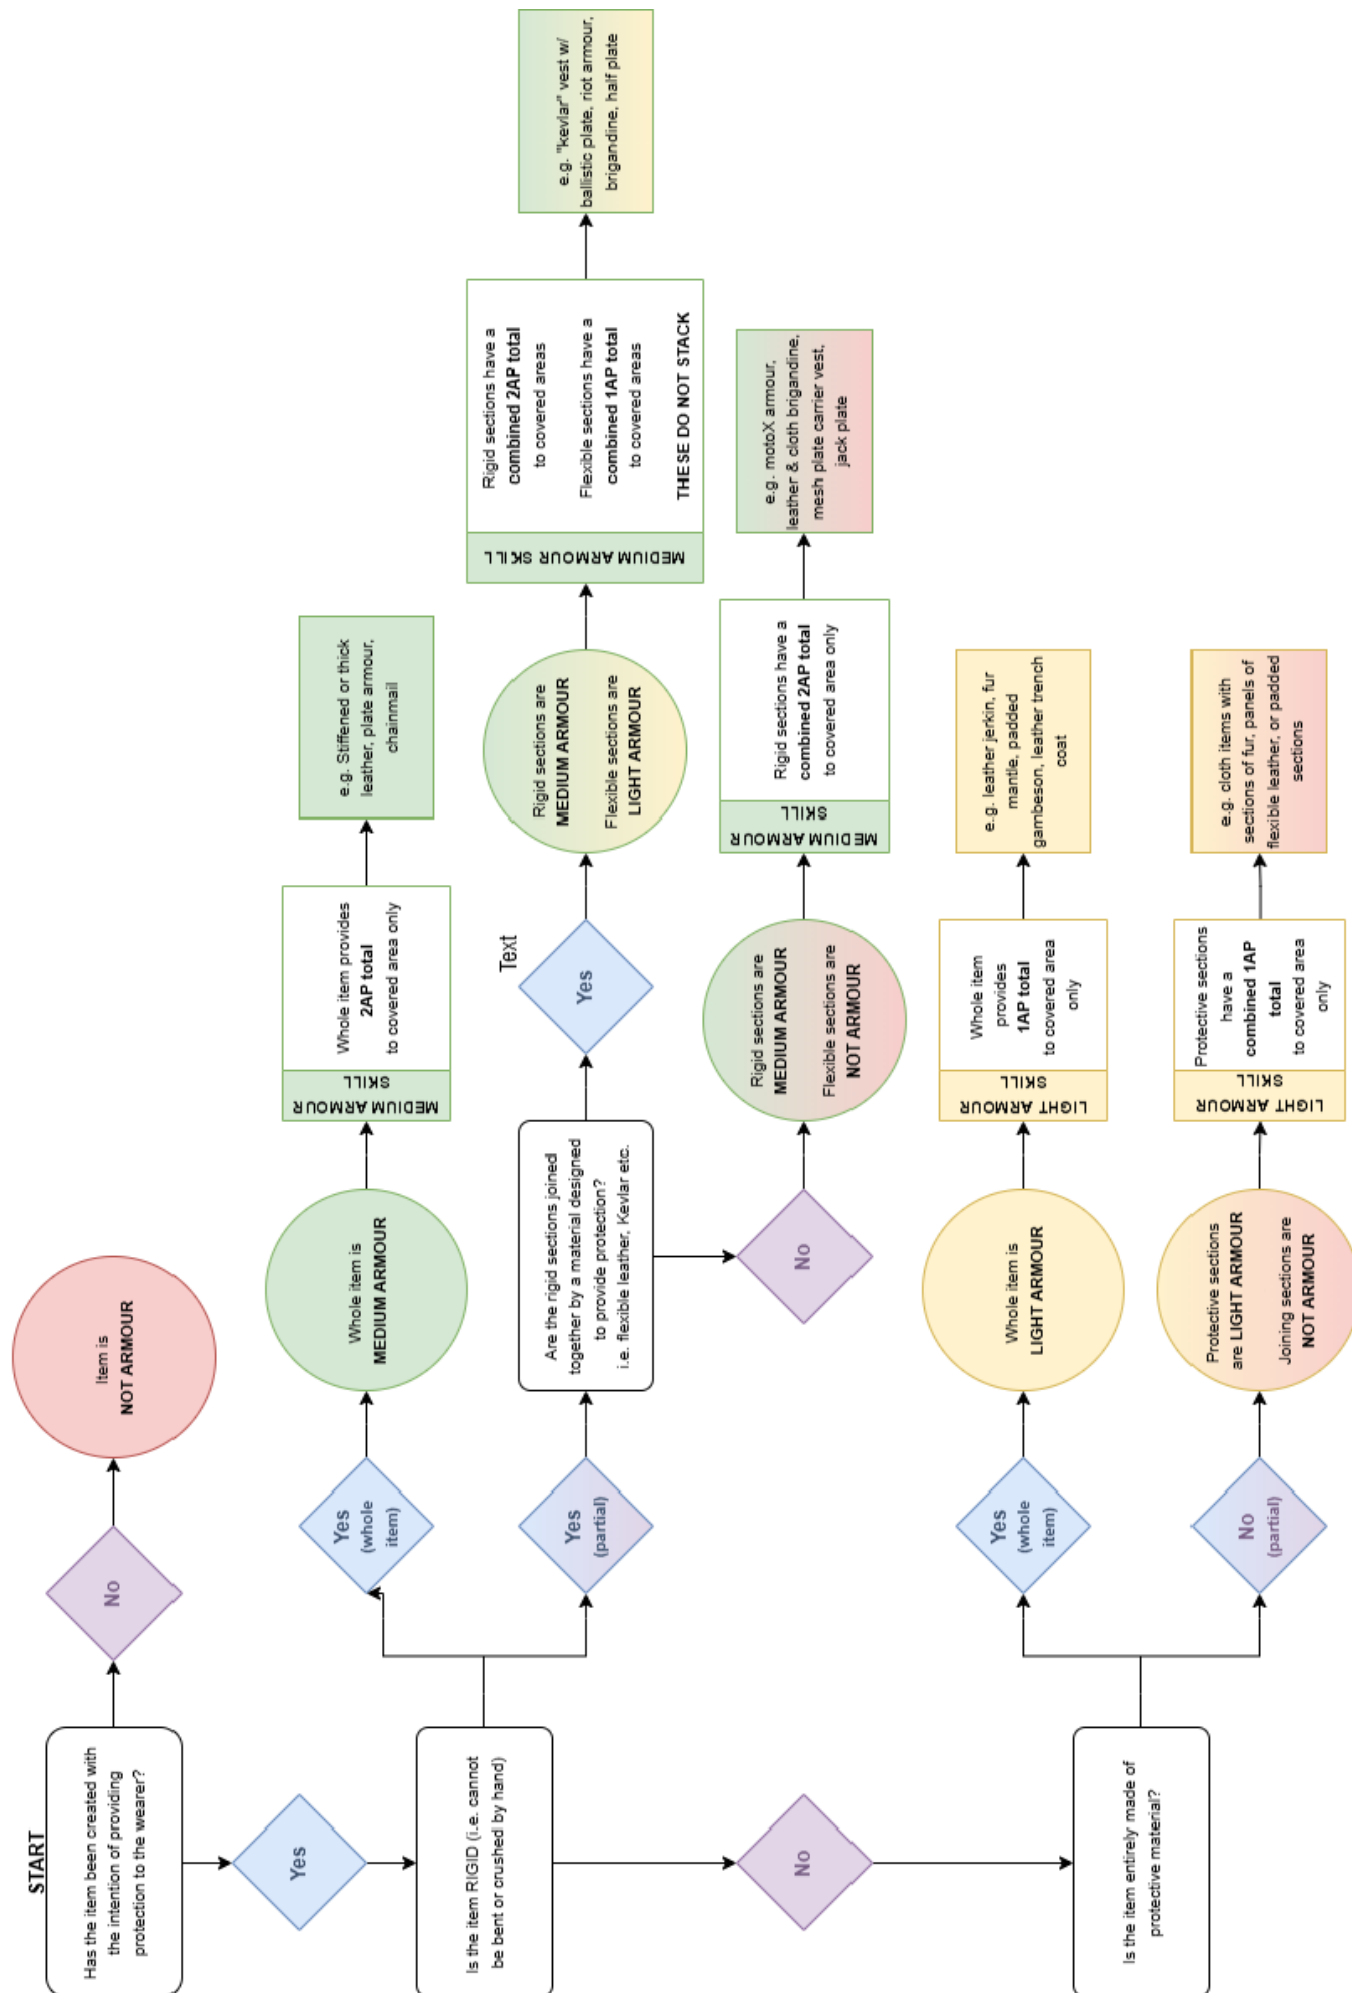 START
Has the item been created with
the intention of providing
protection to the wearer?
No
Item is
NOT ARMOUR
Yes
Is the item RIGID (i.e. cannot
be bent or crushed by hand)
Yes
(whole
item)
Whole item is
MEDIUM ARMOUR
MEDIUM ARMOUR
SKILL
Whole item provides
2AP total
to covered area only
e.g. Stiffened or thick
leather, plate armour,
chainmail
Yes
(partial)
Are the rigid sections joined
together by a material designed
to provide protection?
i.e. flexible leather, Kevlar etc.
Text
Yes
Rigid sections are
MEDIUM ARMOUR
Flexible sections are
LIGHT ARMOUR
MEDIUM ARMOUR SKILL
Rigid sections have a
combined 2AP total
to covered areas
Flexible sections have a
combined 1AP total
to covered areas
THESE DO NOT STACK
e.g. "kevlar" vest w/
ballistic plate, riot armour,
brigandine, half plate
No
Rigid sections are
MEDIUM ARMOUR
Flexible sections are
NOT ARMOUR
MEDIUM ARMOUR
SKILL
Rigid sections have a
combined 2AP total
to covered area only
e.g. motoX armour,
leather & cloth brigandine,
mesh plate carrier vest,
jack plate
No
Is the item entirely made of
protective material?
Yes
(whole
item)
Whole item is
LIGHT ARMOUR
LIGHT ARMOUR
SKILL
Whole item
provides
1AP total
to covered area
only
e.g. leather jerkin, fur
mantle, padded
gambeson, leather trench
coat
No
(partial)
Protective sections
are LIGHT ARMOUR
Joining sections are
NOT ARMOUR
LIGHT ARMOUR
SKILL
Protective sections
have a
combined 1AP
total
to covered area
only
e.g. cloth items with
sections of fur, panels of
flexible leather, or padded
sections